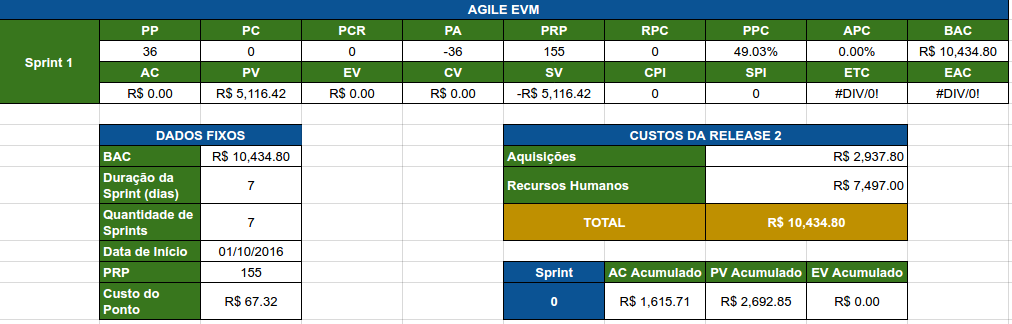 AGILE EVM
Sprint 1
PP PC PCR PA PRP RPC PPC APC BAC
36 0 0 -36 155 0 49.03% 0.00% R$ 10,434.80
AC PV EV CV SV CPI SPI ETC EAC
R$ 0.00 R$ 5,116.42 R$ 0.00 R$ 0.00 -R$ 5,116.42 0 0 #DIV/0! #DIV/0!
DADOS FIXOS
BAC R$ 10,434.80
Duração da
Sprint (dias) 7
Quantidade de
Sprints 7
Data de Início 01/10/2016
PRP 155
Custo do
Ponto R$ 67.32
CUSTOS DA RELEASE 2
Aquisições R$ 2,937.80
Recursos Humanos R$ 7,497.00
TOTAL R$ 10,434.80
Sprint AC Acumulado PV Acumulado EV Acumulado
0 R$ 1,615.71 R$ 2,692.85 R$ 0.00